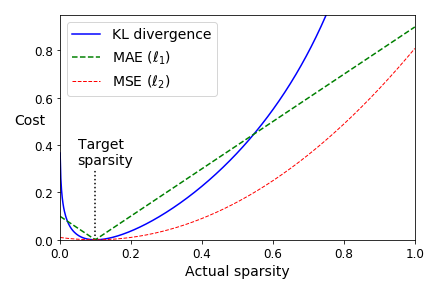 KL divergence
MAE (ℓ₁)
MSE (ℓ₂)
Cost
Target
sparsity
0.8
0.6
0.4
0.2
0.0
0.0 0.2 0.4 0.6 0.8 1.0
Actual sparsity